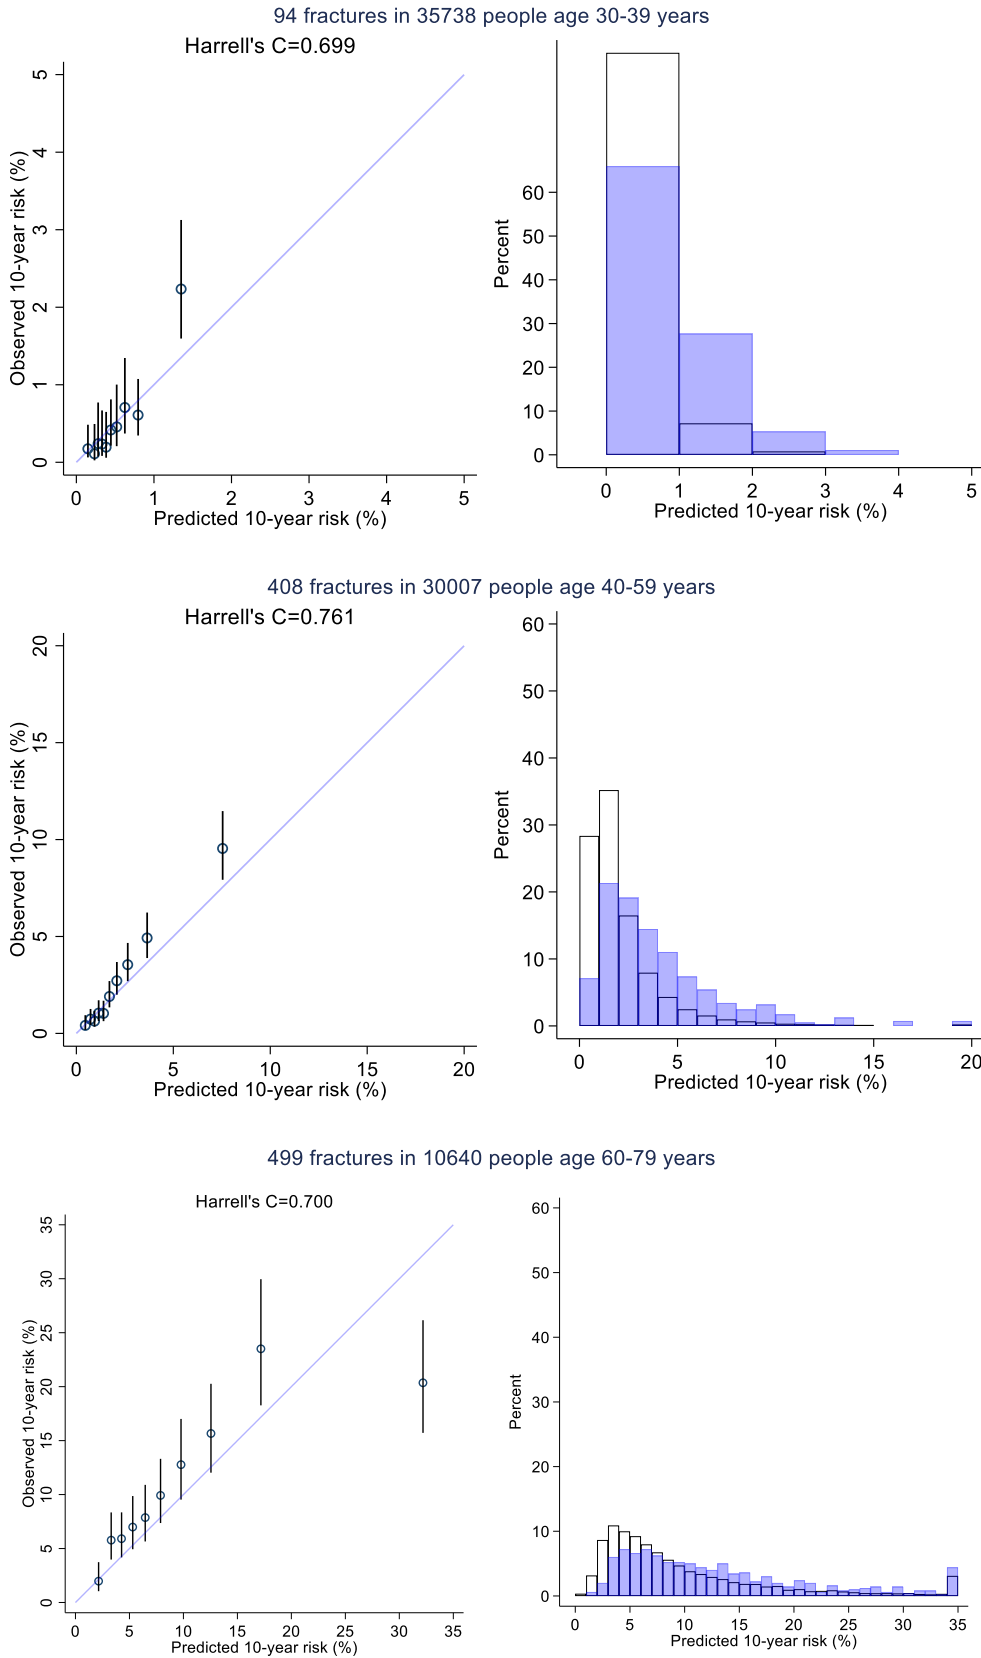 94 fractures in 35738 people age 30-39 years
Harrell's C=0.699
Observed 10-year risk (%)
5
4
3
2
1
0
0 1 2 3 4 5
Predicted 10-year risk (%)
Percent
60
50
40
30
20
10
0
0 1 2 3 4 5
Predicted 10-year risk (%)
408 fractures in 30007 people age 40-59 years
Harrell's C=0.761
Observed 10-year risk (%)
20
15
10
5
0
0 5 10 15 20
Predicted 10-year risk (%)
Percent
60
50
40
30
20
10
0
0 5 10 15 20
Predicted 10-year risk (%)
499 fractures in 10640 people age 60-79 years
Harrell's C=0.700
Observed 10-year risk (%)
35
30
25
20
15
10
5
0
0 5 10 15 20 25 30 35
Predicted 10-year risk (%)
Percent
60
50
40
30
20
10
0
0 5 10 15 20 25 30 35
Predicted 10-year risk (%)